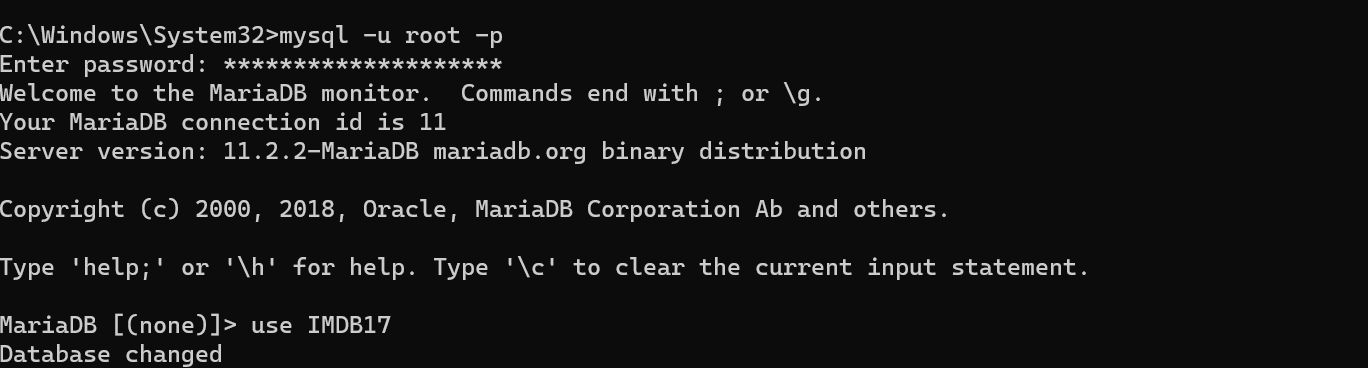 C:\Windows\System32>mysql -u root -p
Enter password: ********************
Welcome to the MariaDB monitor.  Commands end with ; or \g.
Your MariaDB connection id is 11
Server version: 11.2.2-MariaDB mariadb.org binary distribution
Copyright (c) 2000, 2018, Oracle, MariaDB Corporation Ab and others.
Type 'help;' or '\h' for help. Type '\c' to clear the current input statement.
MariaDB [(none)]> use IMDB17
Database changed